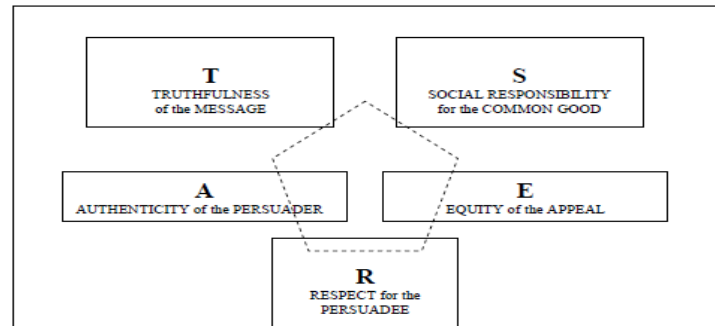 T
TRUTHFULNESS
of the MESSAGE
S
SOCIAL RESPONSIBILITY
for the COMMON GOOD
A
AUTHENTICITY of the PERSUADER
E
EQUITY of the APPEAL
R
RESPECT for the
PERSUADEE